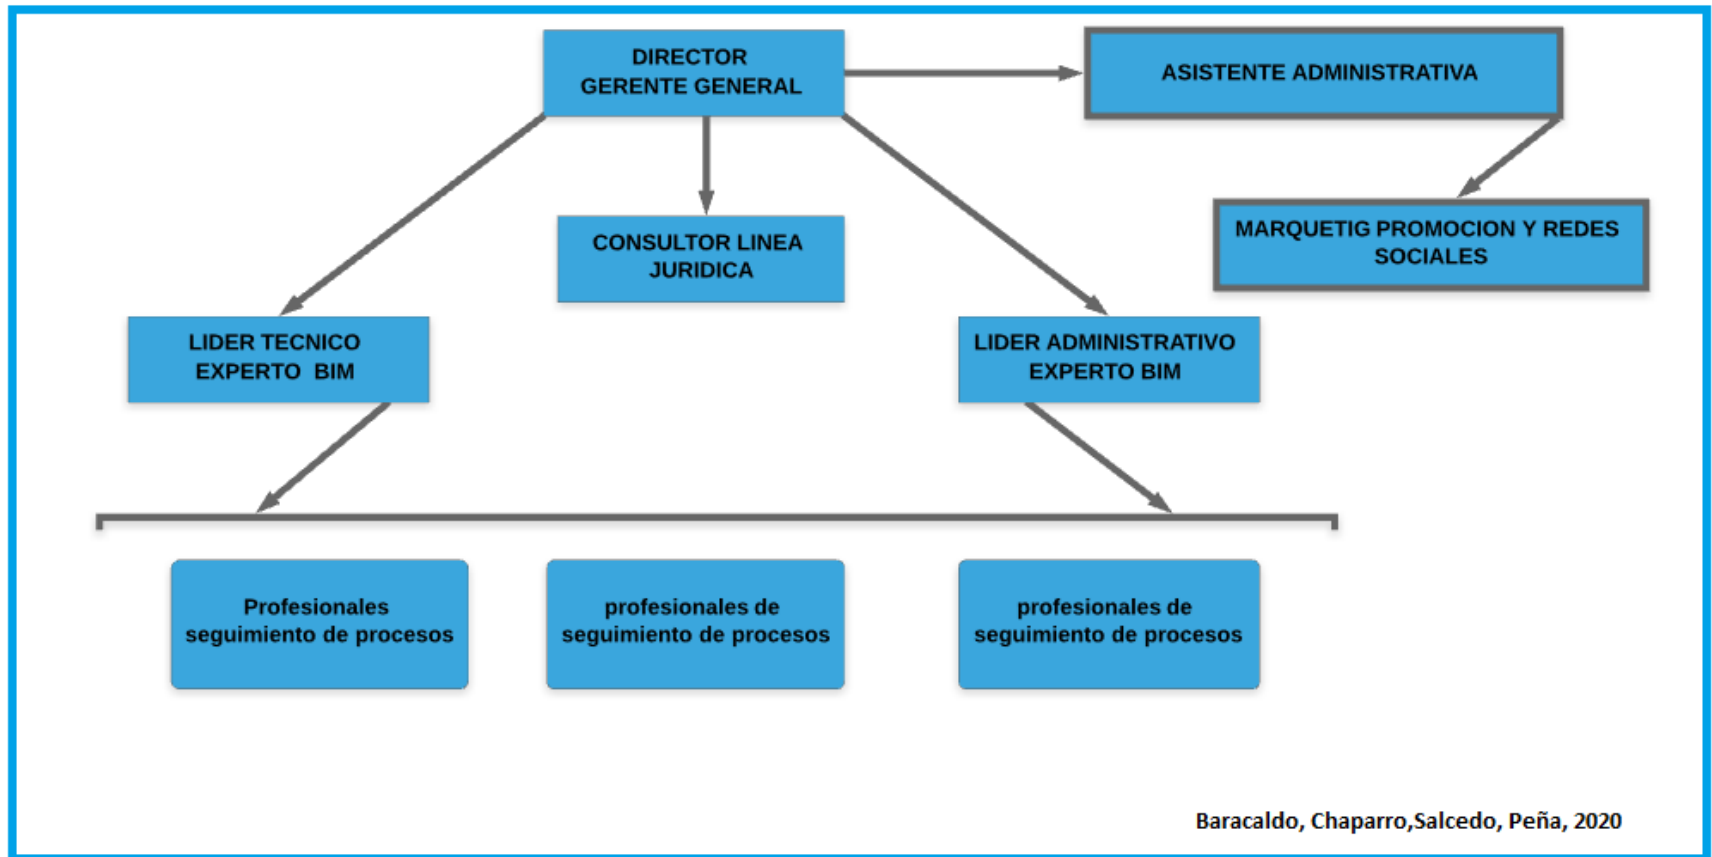 DIRECTOR
GERENTE GENERAL
ASISTENTE ADMINISTRATIVA
CONSULTOR LINEA
JURIDICA
MARQUETIG PROMOCION Y REDES
SOCIALES
LIDER TECNICO
EXPERTO BIM
LIDER ADMINISTRATIVO
EXPERTO BIM
Profesionales
seguimiento de procesos
profesionales de
seguimiento de procesos
profesionales de
seguimiento de procesos
Baracaldo, Chaparro,Salcedo, Peña, 2020